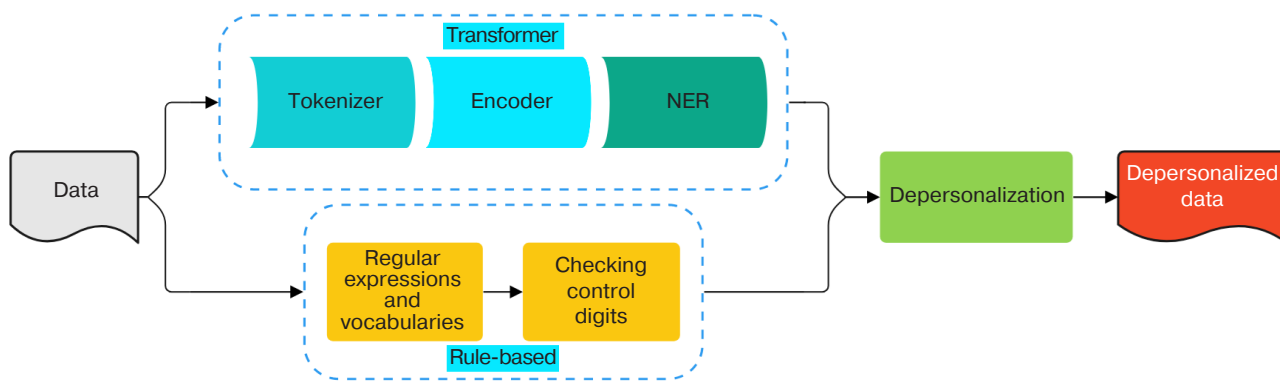 Transformer
Tokenizer
Encoder
NER
Data
Regular
expressions
and
vocabularies
Checking
control
digits
Rule-based
Depersonalization
Depersonalized
data